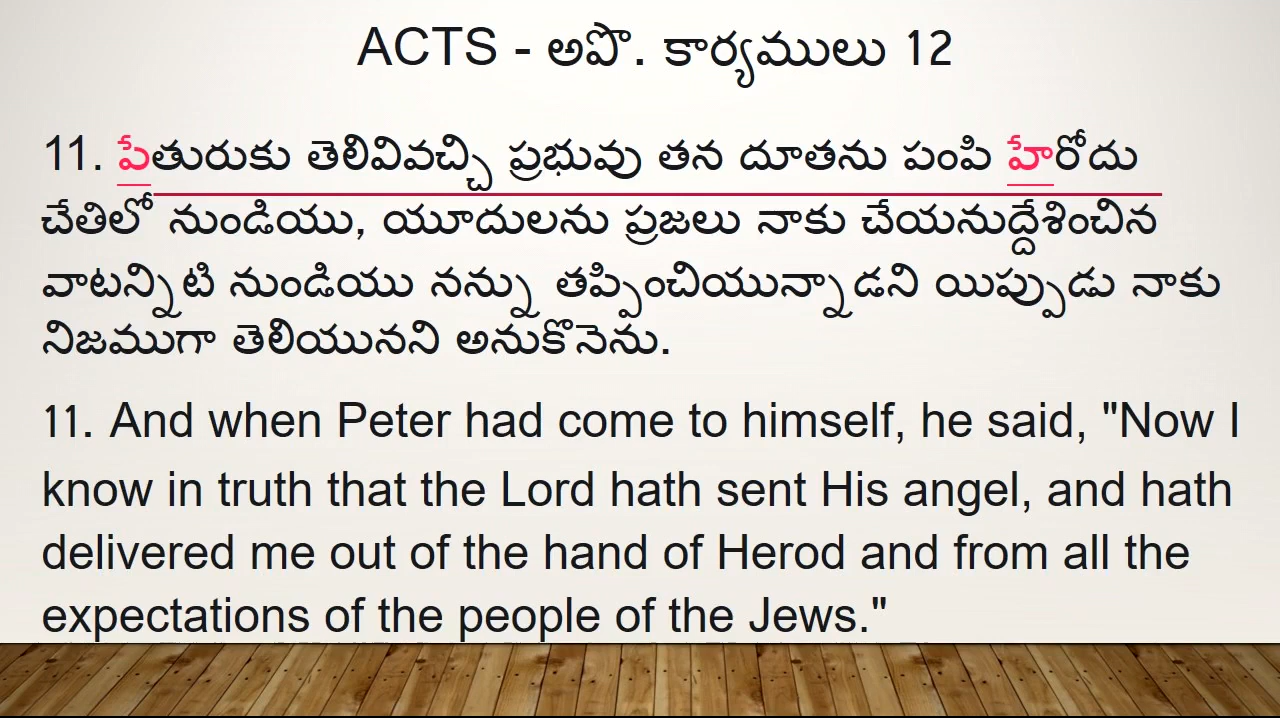 ACTS - అపొ. కార్యములు 12
11. పేతురుకు తెలివివచ్చి ప్రభువు తన దూతను పంపి హేరోదు
చేతిలో నుండియు, యూదులను ప్రజలు నాకు చేయనుద్దేశించిన
వాటన్నిటి నుండియు నన్ను తప్పించియున్నాడని యిప్పుడు నాకు
నిజముగా తెలియునని అనుకొనెను.
11. And when Peter had come to himself, he said, "Now I
know in truth that the Lord hath sent His angel, and hath
delivered me out of the hand of Herod and from all the
expectations of the people of the Jews."